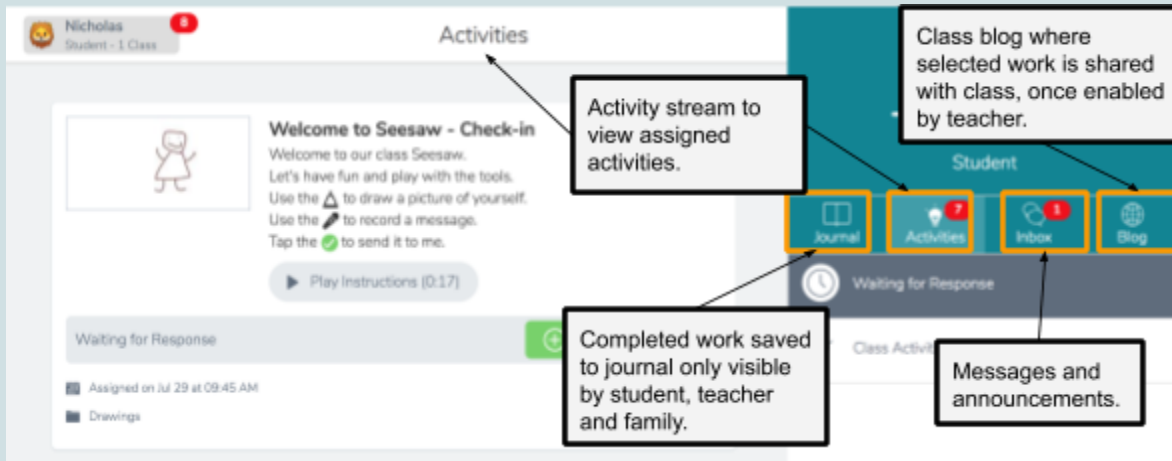 Nicholas
8
Student - 1 Class
Activities
Welcome to Seesaw - Check-in
Welcome to our class Seesaw.
Let's have fun and play with the tools.
Use the to draw a picture of yourself.
Use the to record a message.
Tap the to send it to me.
Play Instructions (0:17)
Waiting for Response
Assigned on Jul 29 at 09:45 AM
Drawings
Activity stream to
view assigned
activities.
Class blog where
selected work is shared
with class, once enabled
by teacher.
Student
Journal
7
Activities
1
Inbox
Blog
Waiting for Response
Class Activit
Completed work saved
to journal only visible
by student, teacher
and family.
Messages and
announcements.